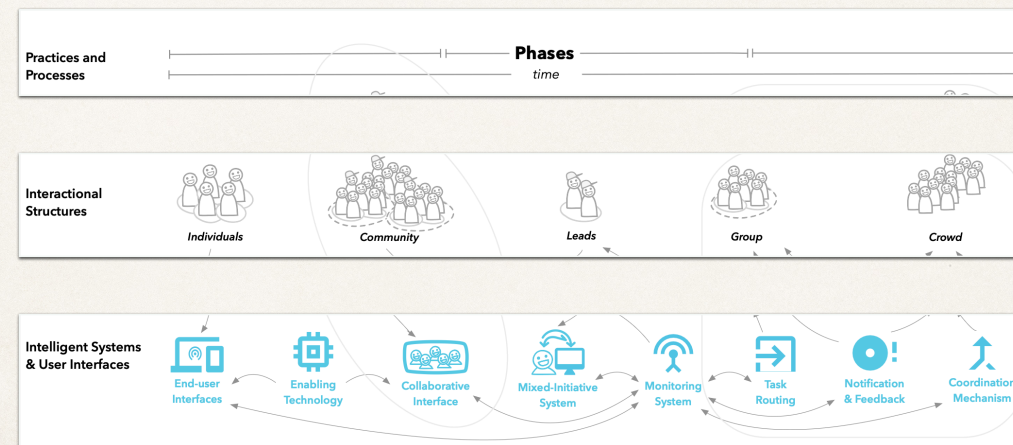 Practices and
Processes
Phases
time
Interactional
Structures
Individuals
Community
Leads
Group
Crowd
Intelligent Systems
& User Interfaces
End-user
Interfaces
Enabling
Technology
Collaborative
Interface
Mixed-Initiative
System
Monitoring
System
Task
Routing
Notification
& Feedback
Coordination
Mechanism